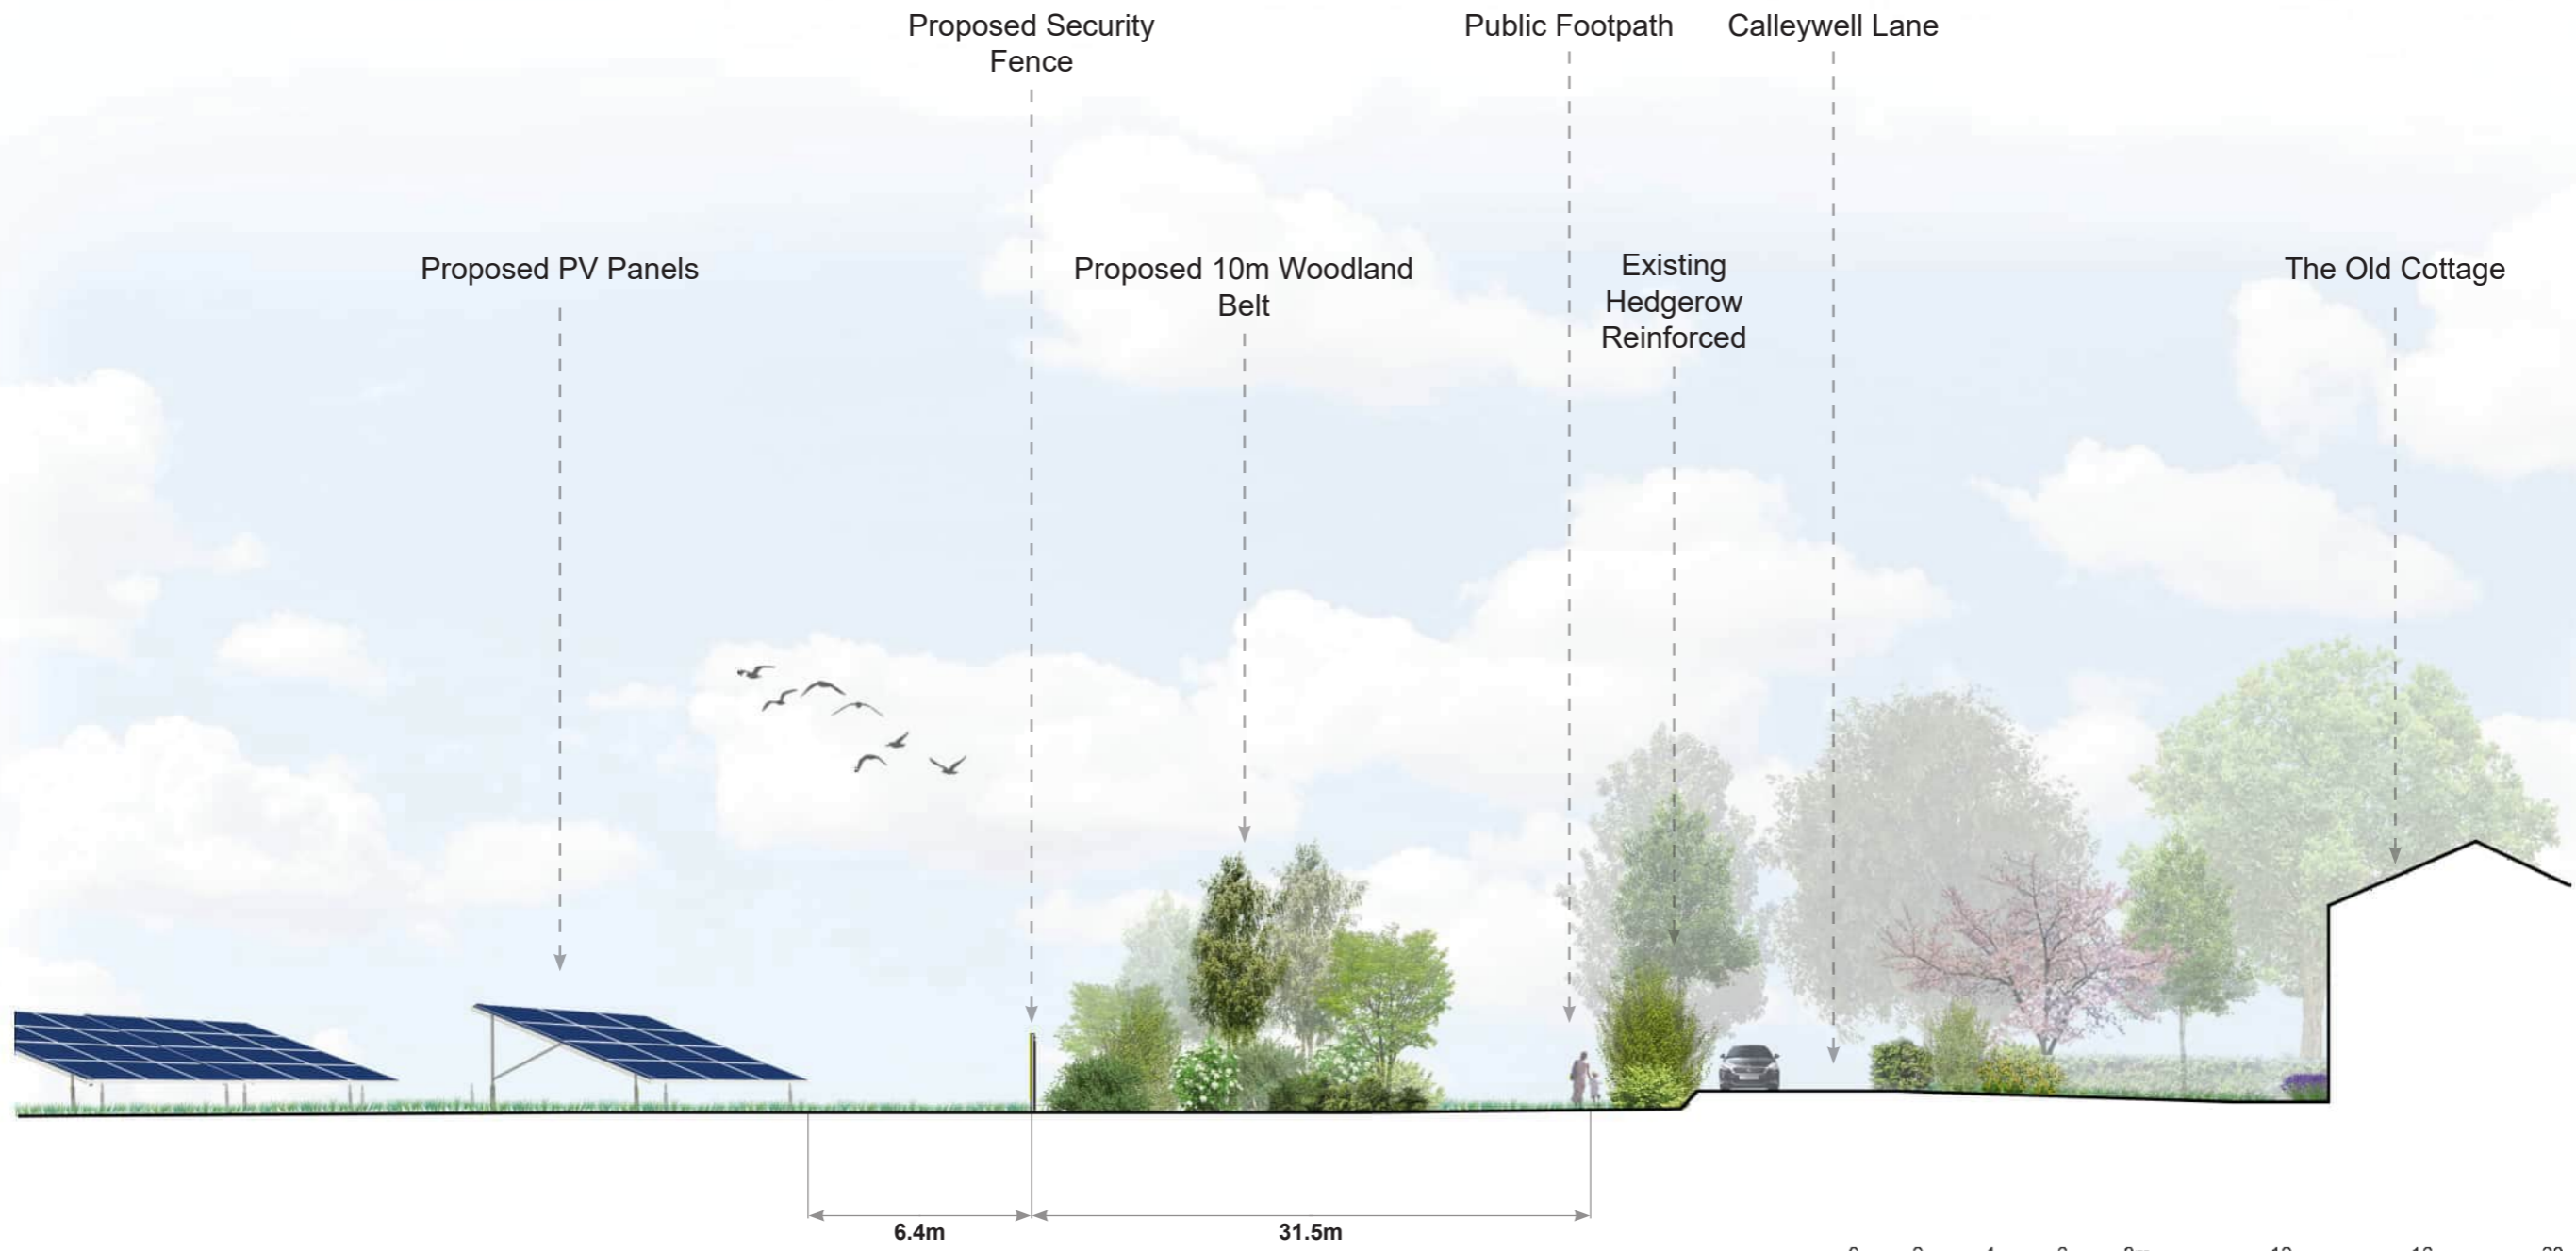 Proposed Security
Fence
Public Footpath
Calleywell Lane
Proposed PV Panels
Proposed 10m Woodland
Belt
Existing
Hedgerow
Reinforced
The Old Cottage
6.4m
31.5m